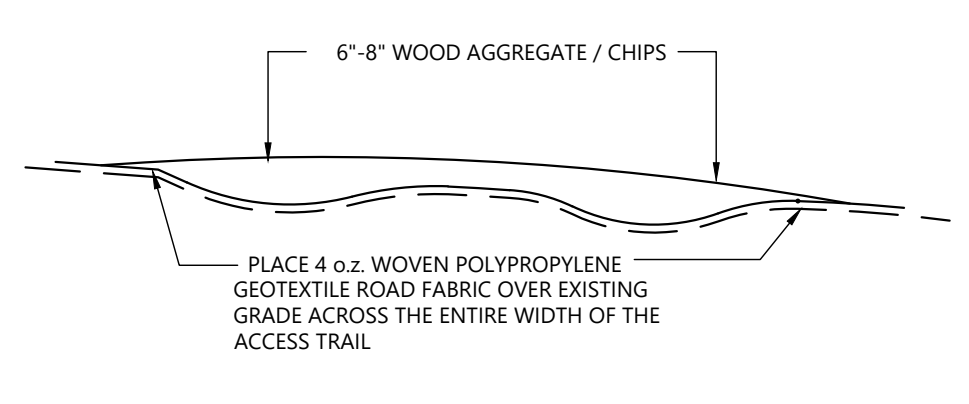 6"-8" WOOD AGGREGATE / CHIPS
PLACE 4 o.z. WOVEN POLYPROPYLENE
GEOTEXTILE ROAD FABRIC OVER EXISTING
GRADE ACROSS THE ENTIRE WIDTH OF THE
ACCESS TRAIL